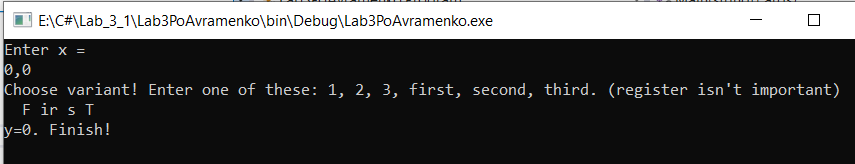 E:\C#\Lab_3_1\Lab3PoAvramenko\bin\Debug\Lab3PoAvramenko.exe
Enter x =
0,0
Choose variant! Enter one of these: 1, 2, 3, first, second, third. (register isn't important)
  F ir s T
y=0. Finish!